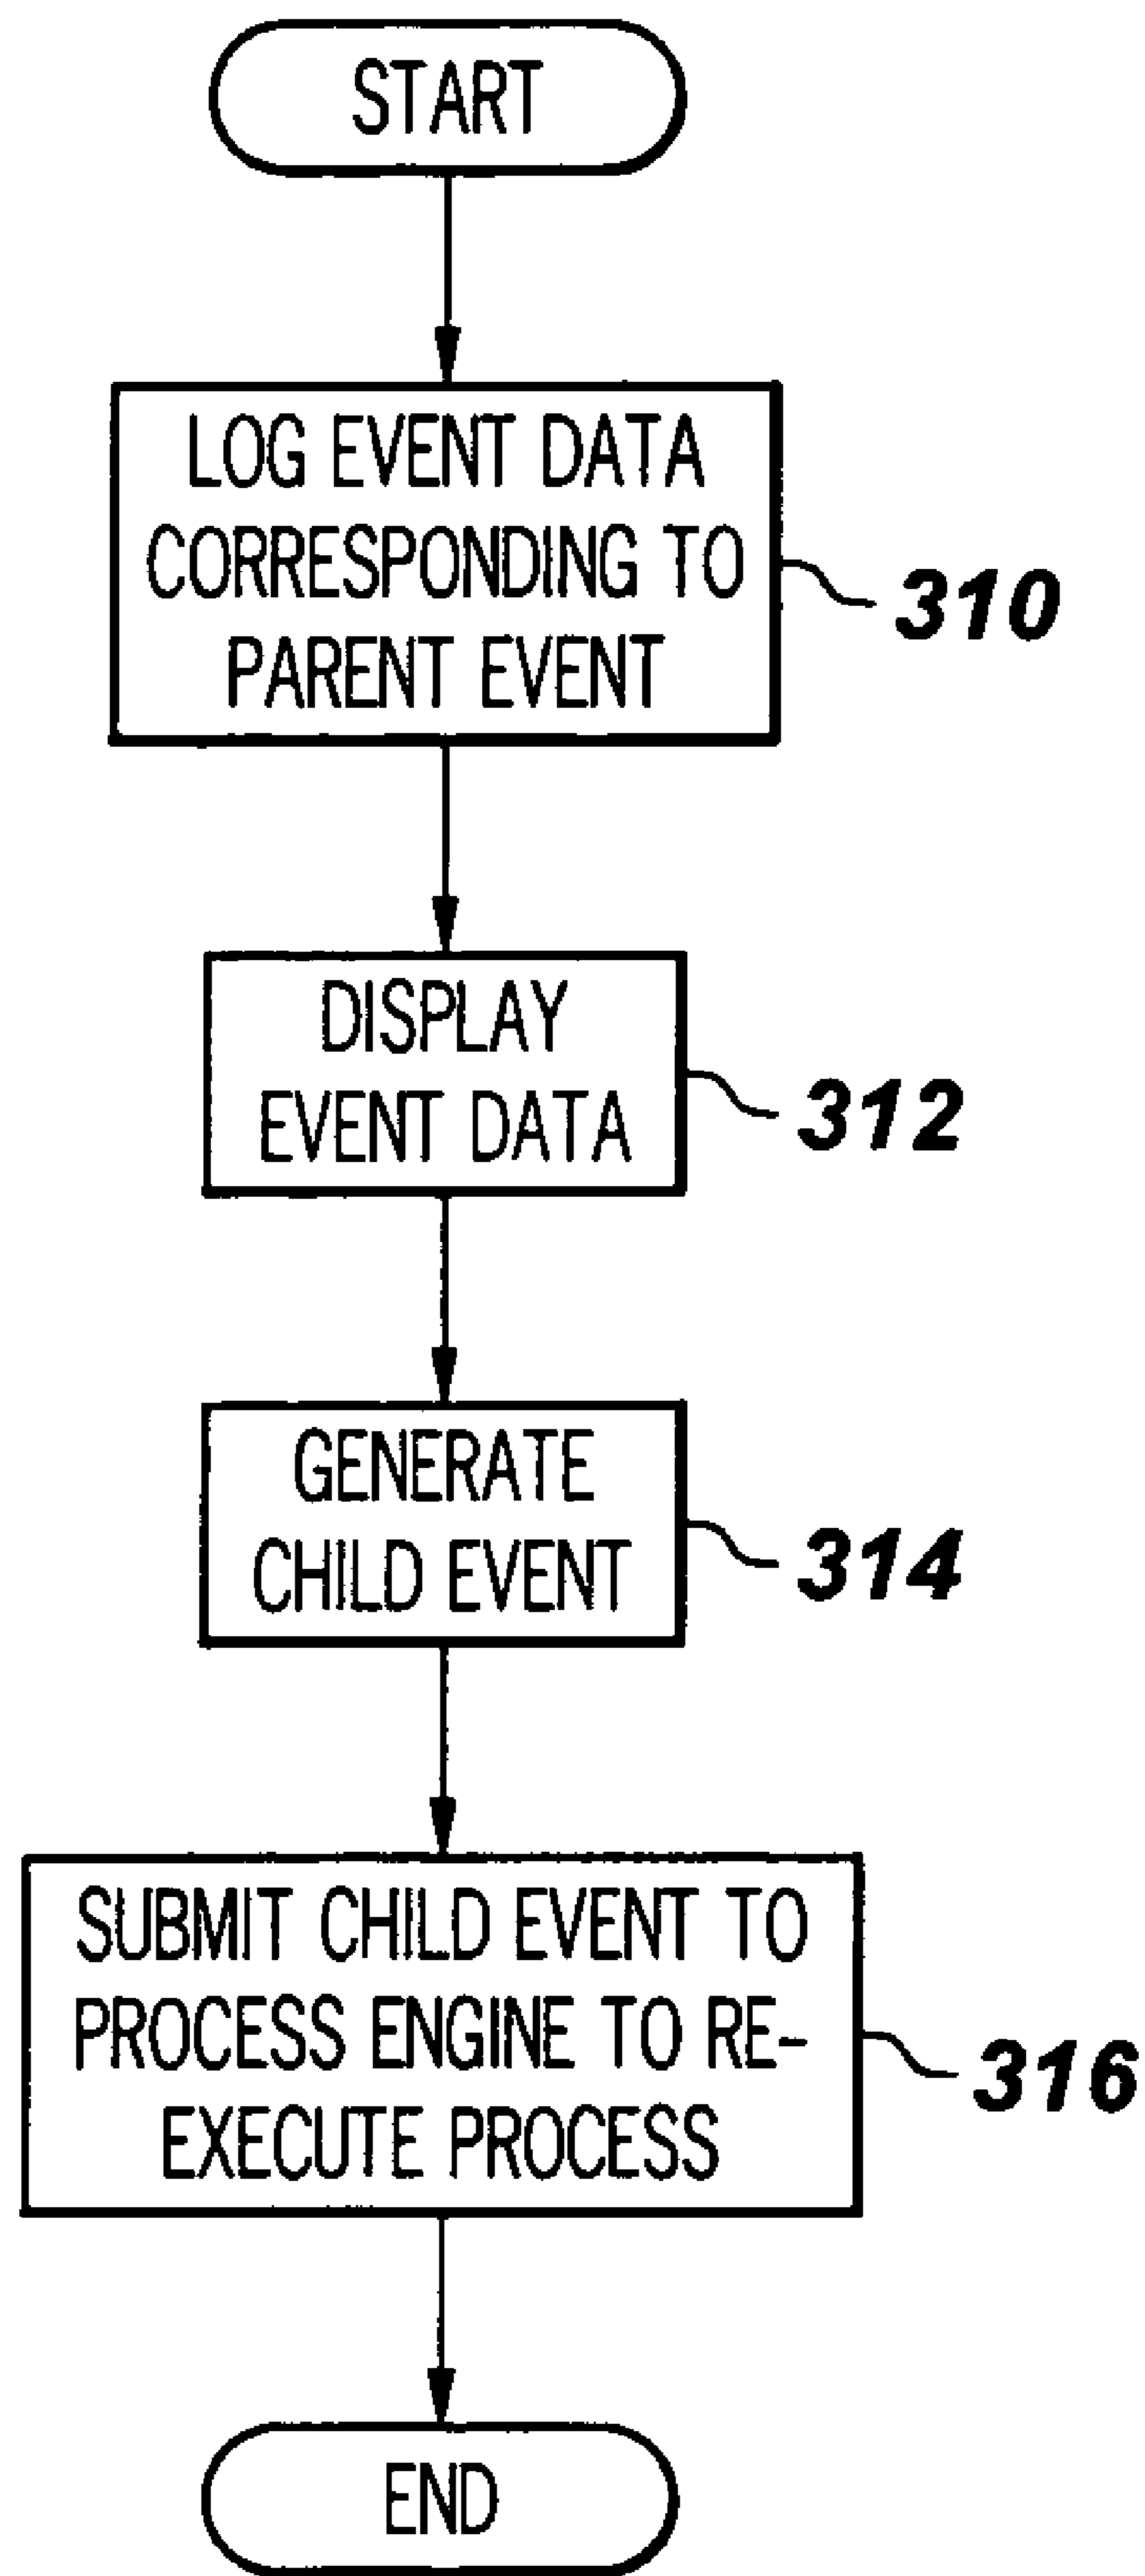 START
LOG EVENT DATA
CORRESPONDING TO
PARENT EVENT
310
DISPLAY
EVENT DATA
312
GENERATE
CHILD EVENT
314
SUBMIT CHILD EVENT TO
PROCESS ENGINE TO RE-
EXECUTE PROCESS
316
END